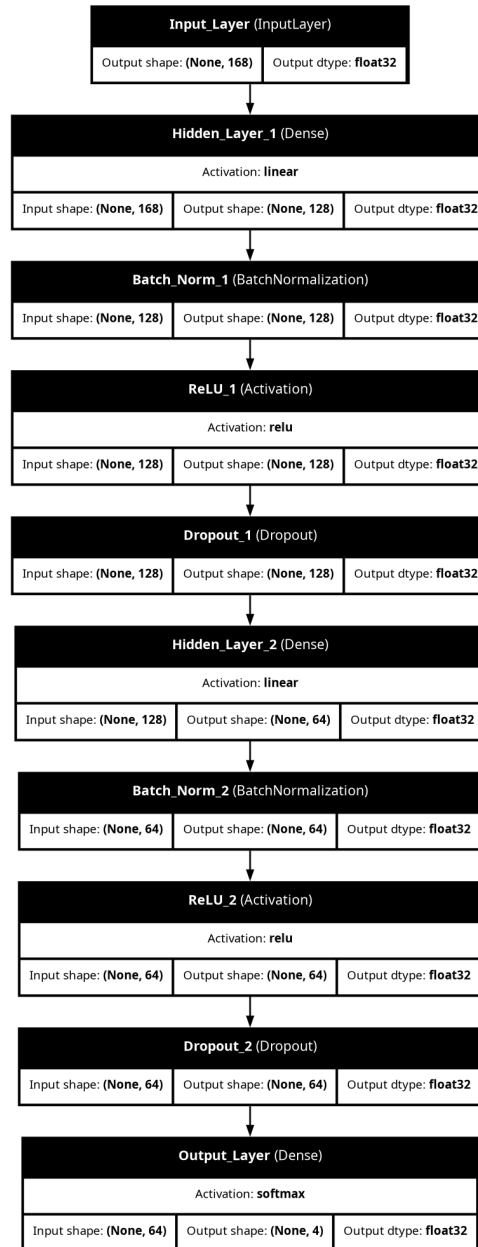 Input_Layer (InputLayer)
Output shape: (None, 168) Output dtype: float32
Hidden_Layer_1 (Dense)
Activation: linear
Input shape: (None, 168) Output shape: (None, 128) Output dtype: float32
Batch_Norm_1 (BatchNormalization)
Input shape: (None, 128) Output shape: (None, 128) Output dtype: float32
ReLU_1 (Activation)
Activation: relu
Input shape: (None, 128) Output shape: (None, 128) Output dtype: float32
Dropout_1 (Dropout)
Input shape: (None, 128) Output shape: (None, 128) Output dtype: float32
Hidden_Layer_2 (Dense)
Activation: linear
Input shape: (None, 128) Output shape: (None, 64) Output dtype: float32
Batch_Norm_2 (BatchNormalization)
Input shape: (None, 64) Output shape: (None, 64) Output dtype: float32
ReLU_2 (Activation)
Activation: relu
Input shape: (None, 64) Output shape: (None, 64) Output dtype: float32
Dropout_2 (Dropout)
Input shape: (None, 64) Output shape: (None, 64) Output dtype: float32
Output_Layer (Dense)
Activation: softmax
Input shape: (None, 64) Output shape: (None, 4) Output dtype: float32